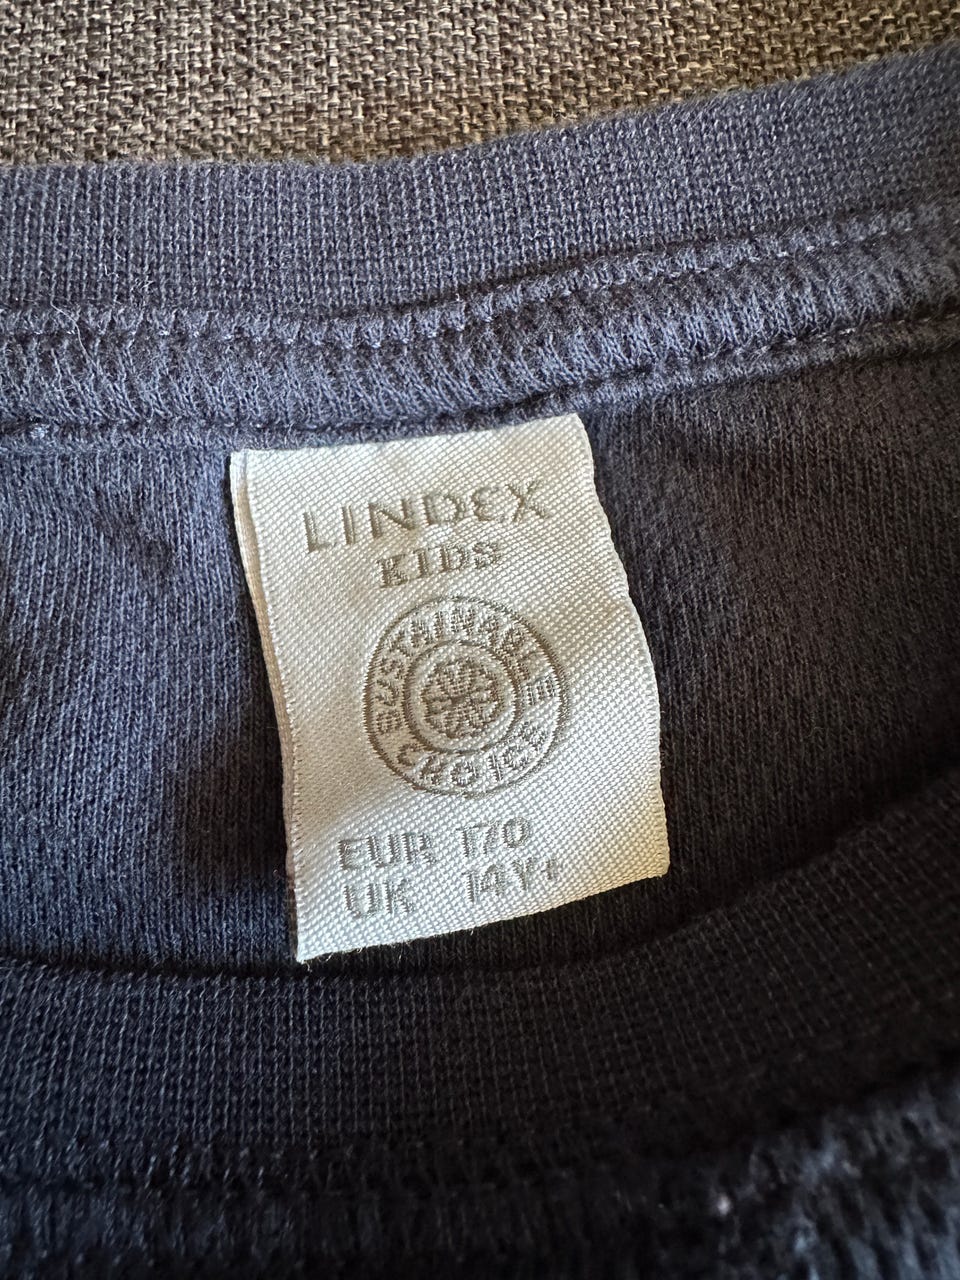 LINDEX
KIDS
SUSTAINABLE
CHOICE
EUR 170
UK 14Y+